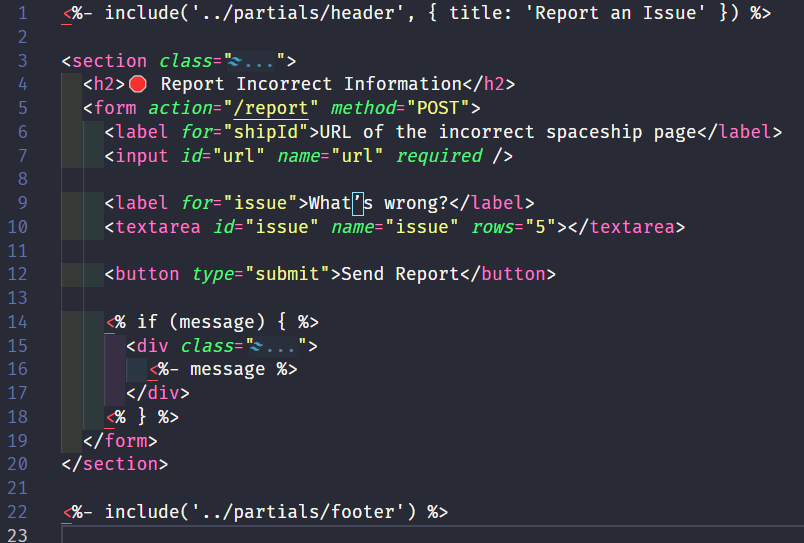 1 <%- include('../partials/header', { title: 'Report an Issue' }) %>
2
3 <section class="...">
4 <h2>🛑 Report Incorrect Information</h2>
5 <form action="/report" method="POST">
6 <label for="shipId">URL of the incorrect spaceship page</label>
7 <input id="url" name="url" required />
8
9 <label for="issue">What’s wrong?</label>
10 <textarea id="issue" name="issue" rows="5"></textarea>
11
12 <button type="submit">Send Report</button>
13
14 <% if (message) { %>
15 <div class="...">
16 <%- message %>
17 </div>
18 <% } %>
19 </form>
20 </section>
21
22 <%- include('../partials/footer') %>
23